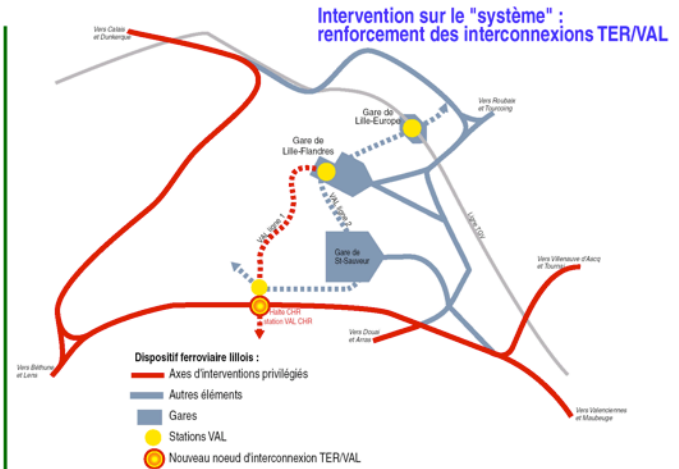 Intervention sur le "système" :
renforcement des interconnexions TER/VAL
Vers Calais
et Dunkerque
Vers Roubaix
et Tourcoing
Gare de
Lille-Europe
Gare de
Lille-Flandres
VAL ligne 1
VAL ligne 2
Ligne TGV
Gare de
St-Sauveur
Vers Villeneuve d'Ascq
et Tournai
Halte CHR
station VAL CHR
Vers Douai
et Arras
Vers Béthune
et Lens
Vers Valenciennes
et Maubeuge
Dispositif ferroviaire lillois :
Axes d'interventions privilégiés
Autres éléments
Gares
Stations VAL
Nouveau noeud d'interconnexion TER/VAL